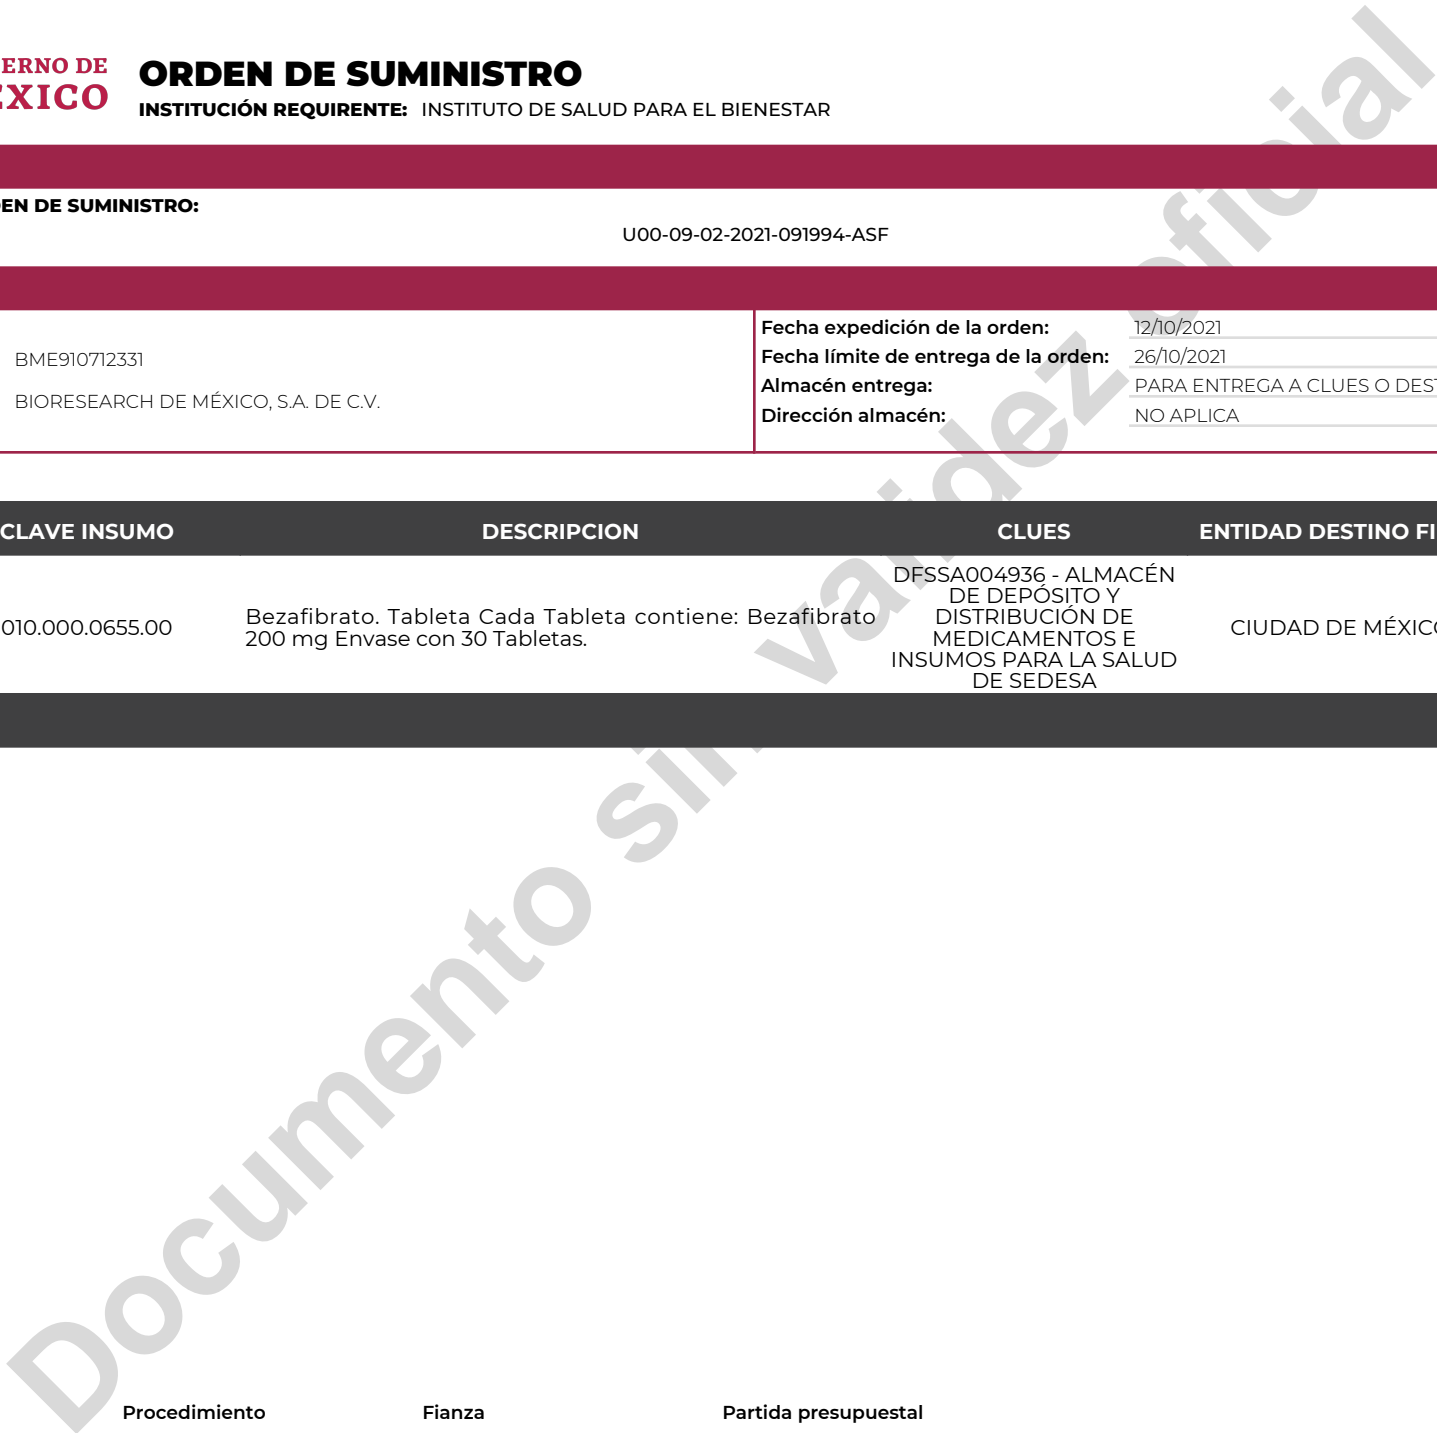 ERNO DE
ÉXICO
ORDEN DE SUMINISTRO
INSTITUCIÓN REQUIRENTE: INSTITUTO DE SALUD PARA EL BIENESTAR
EN DE SUMINISTRO:
U00-09-02-2021-091994-ASF
BME910712331
BIORESEARCH DE MÉXICO, S.A. DE C.V.
Fecha expedición de la orden: 12/10/2021
Fecha límite de entrega de la orden: 26/10/2021
Almacén entrega: PARA ENTREGA A CLUES O DEST
Dirección almacén: NO APLICA
CLAVE INSUMO DESCRIPCION CLUES ENTIDAD DESTINO FI
010.000.0655.00
Bezafibrato. Tableta Cada Tableta contiene: Bezafibrato
200 mg Envase con 30 Tabletas.
DFSSA004936 - ALMACÉN
DE DEPÓSITO Y
DISTRIBUCIÓN DE
MEDICAMENTOS E
INSUMOS PARA LA SALUD
DE SEDESA
CIUDAD DE MÉXICO
Documento sin validez oficial
Procedimiento Fianza Partida presupuestal